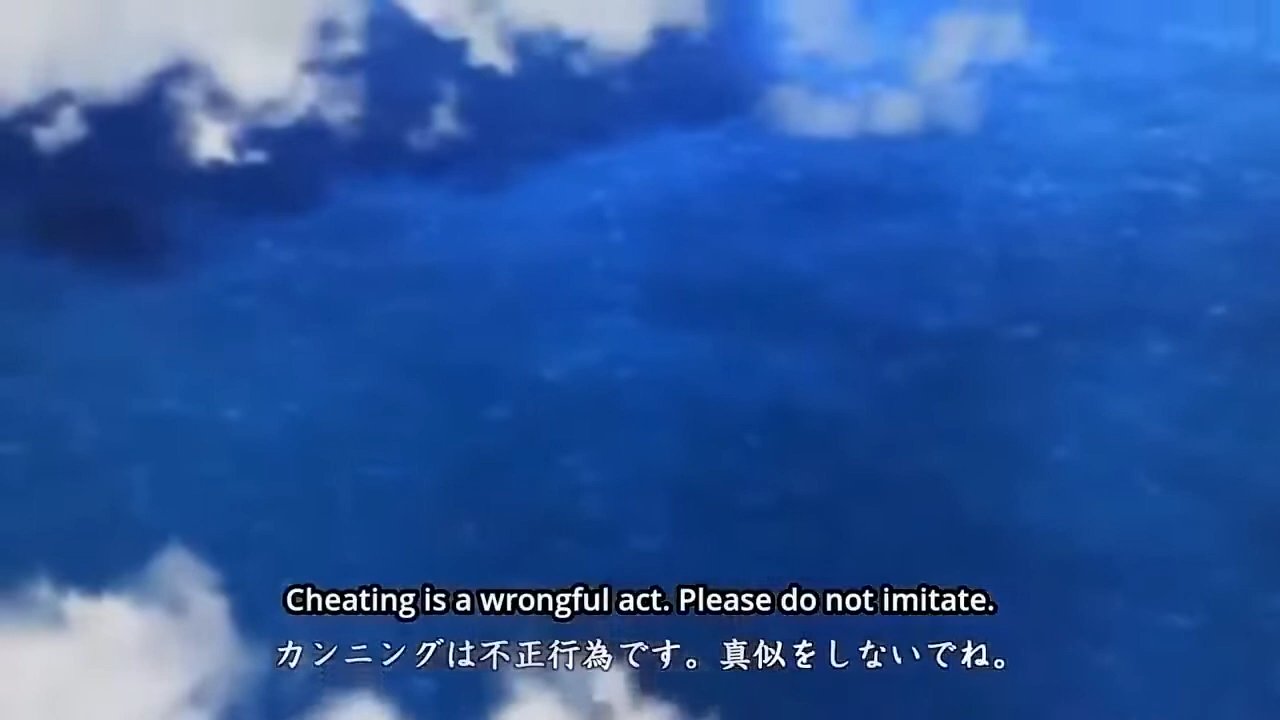 Cheating is a wrongful act. Please do not imitate.
カンニングは不正行為です。真似をしないでね。